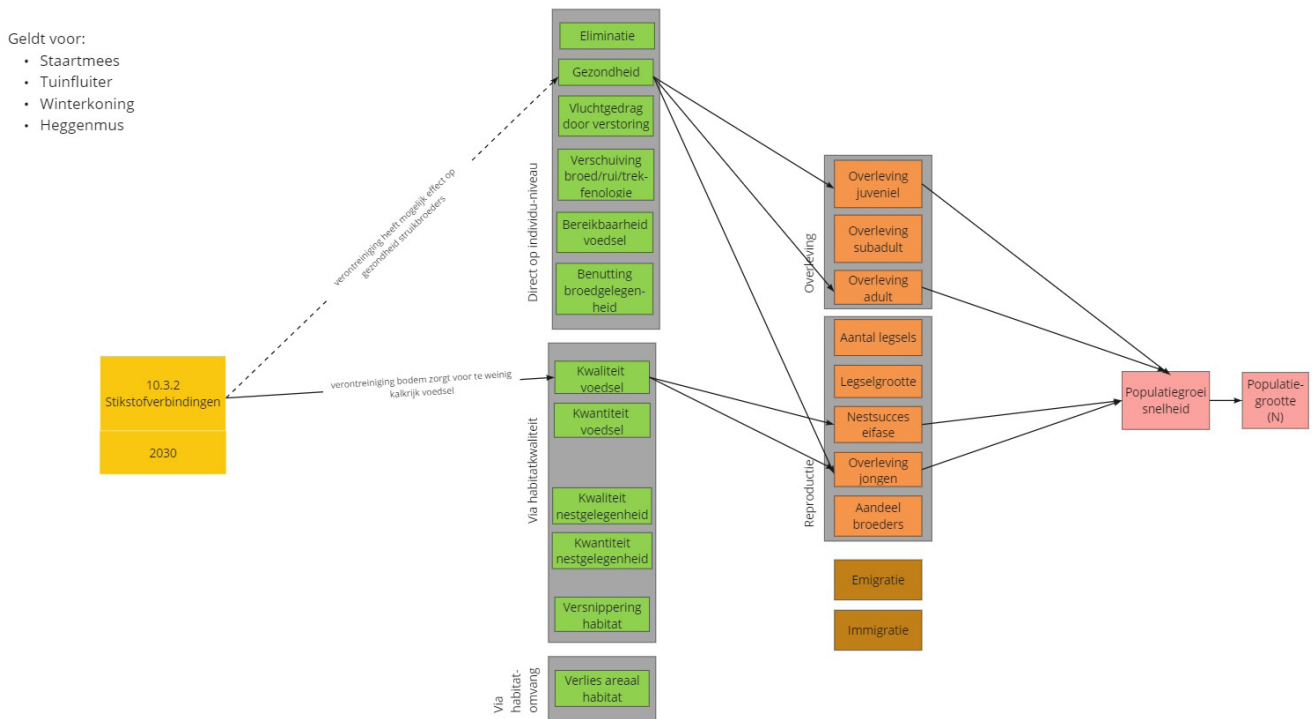 Geldt voor:
• Staartmees
• Tuinfluiter
• Winterkoning
• Heggenmus
10.3.2
Stikstofverbindingen
2030
verontreiniging heeft mogelijk effect op
gezondheid struikbroeders
verontreiniging bodem zorgt voor te weinig
kalkrijk voedsel
Direct op individu-niveau
Eliminatie
Gezondheid
Vluchtgedrag
door verstoring
Verschuiving
broed/rui/trek-
fenologie
Bereikbaarheid
voedsel
Benutting
broedgelegen-
heid
Via habitatkwaliteit
Kwaliteit
voedsel
Kwantiteit
voedsel
Kwaliteit
nestgelegenheid
Kwantiteit
nestgelegenheid
Versnippering
habitat
Via
habitat-
omvang
Verlies areaal
habitat
Overleving
Overleving
juveniel
Overleving
subadult
Overleving
adult
Reproductie
Aantal legsels
Legselgrootte
Nestsucces
eifase
Overleving
jongen
Aandeel
broeders
Emigratie
Immigratie
Populatiegroei
snelheid
Populatie-
grootte
(N)